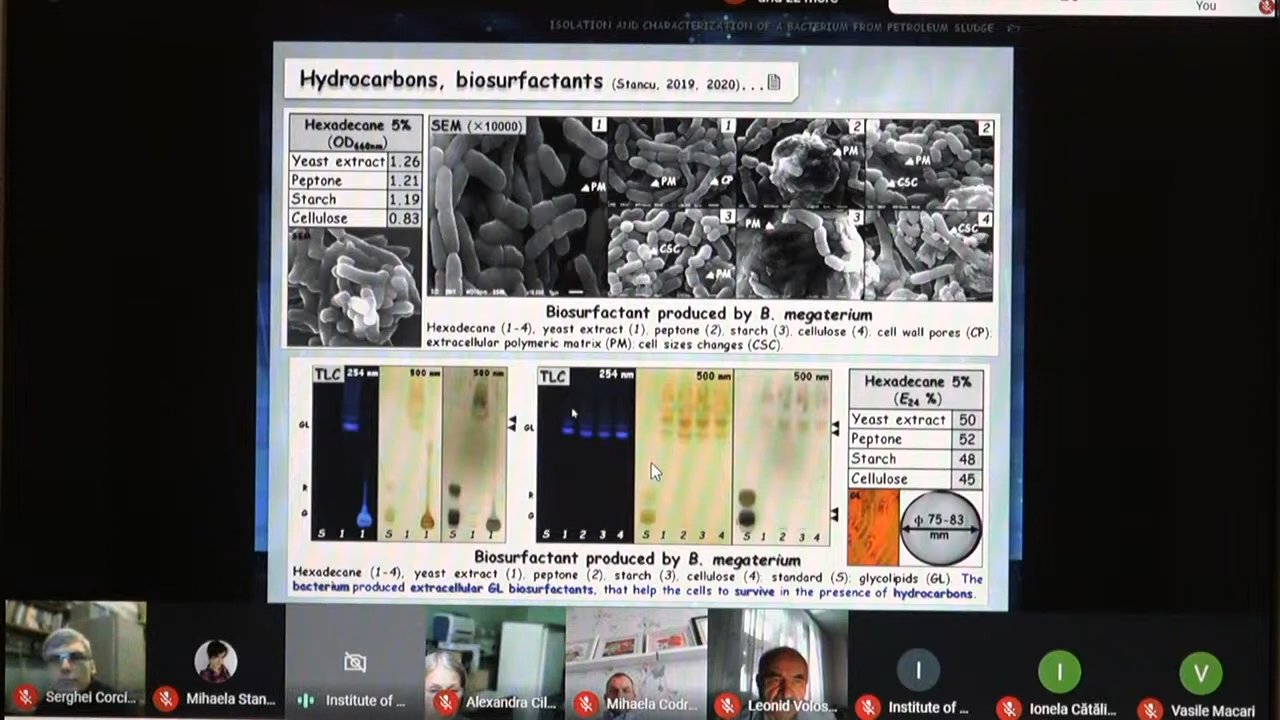 and 22 more
You
ISOLATION AND CHARACTERIZATION OF A BACTERIUM FROM PETROLEUM SLUDGE
Hydrocarbons, biosurfactants (Stancu, 2019, 2020)...
Hexadecane 5%
(OD660nm)
Yeast extract 1.26
Peptone 1.21
Starch 1.19
Cellulose 0.83
SEM
SEM (×10000) 1
PM
1
PM CP
2
PM
2
PM
CSC
3
CSC
PM
3
PM
4
CSC
Biosurfactant produced by B. megaterium
Hexadecane (1-4), yeast extract (1), peptone (2), starch (3), cellulose (4); cell wall pores (CP);
extracellular polymeric matrix (PM); cell sizes changes (CSC).
TLC 254 nm 500 nm 500 nm
GL
R
G
S 1 1 S 1 1 S 1 1
TLC 254 nm 500 nm 500 nm
GL
R
G
S 1 2 3 4 S 1 2 3 4 S 1 2 3 4
Hexadecane 5%
(E24 %)
Yeast extract 50
Peptone 52
Starch 48
Cellulose 45
GL
ф 75-83
mm
Biosurfactant produced by B. megaterium
Hexadecane (1-4), yeast extract (1), peptone (2), starch (3), cellulose (4); standard (S); glycolipids (GL). The
bacterium produced extracellular GL biosurfactants, that help the cells to survive in the presence of hydrocarbons.
Serghei Corci...
Mihaela Stan...
Institute of ...
Alexandra Cil...
Mihaela Codr...
Leonid Volos...
I
Institute of ...
I
Ionela Cătăli...
V
Vasile Macari